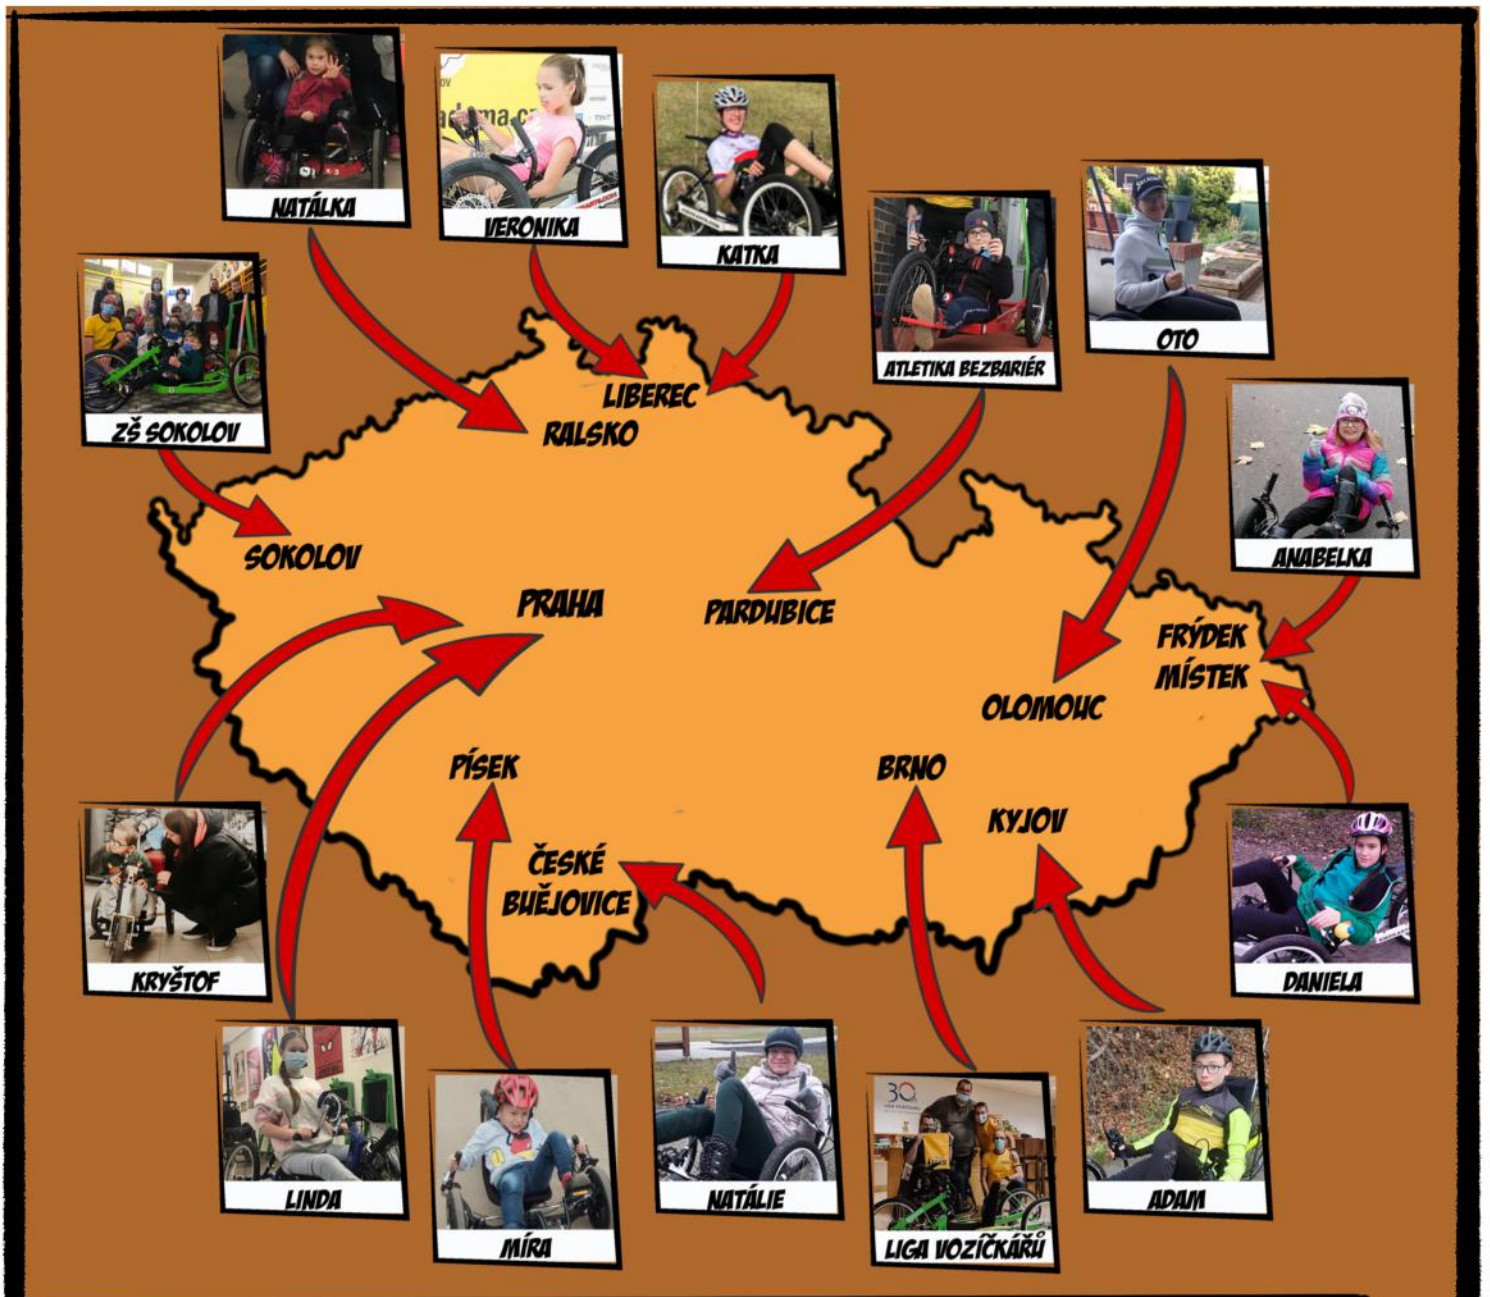 NATÁLKA
VERONIKA
KATKA
ATLETIKA BEZBARIÉR
OTO
ZŠ SOKOLOV
ANABELKA
LIBEREC
RALSKO
SOKOLOV
PRAHA
PARDUBICE
FRÝDEK
MÍSTEK
OLOMOUC
PÍSEK
BRNO
KYJOV
ČESKÉ
BUĚJOVICE
KRYŠTOF
DANIELA
LINDA
MÍRA
NATÁLIE
30
LIGA VOZÍČKÁŘŮ
ADAM